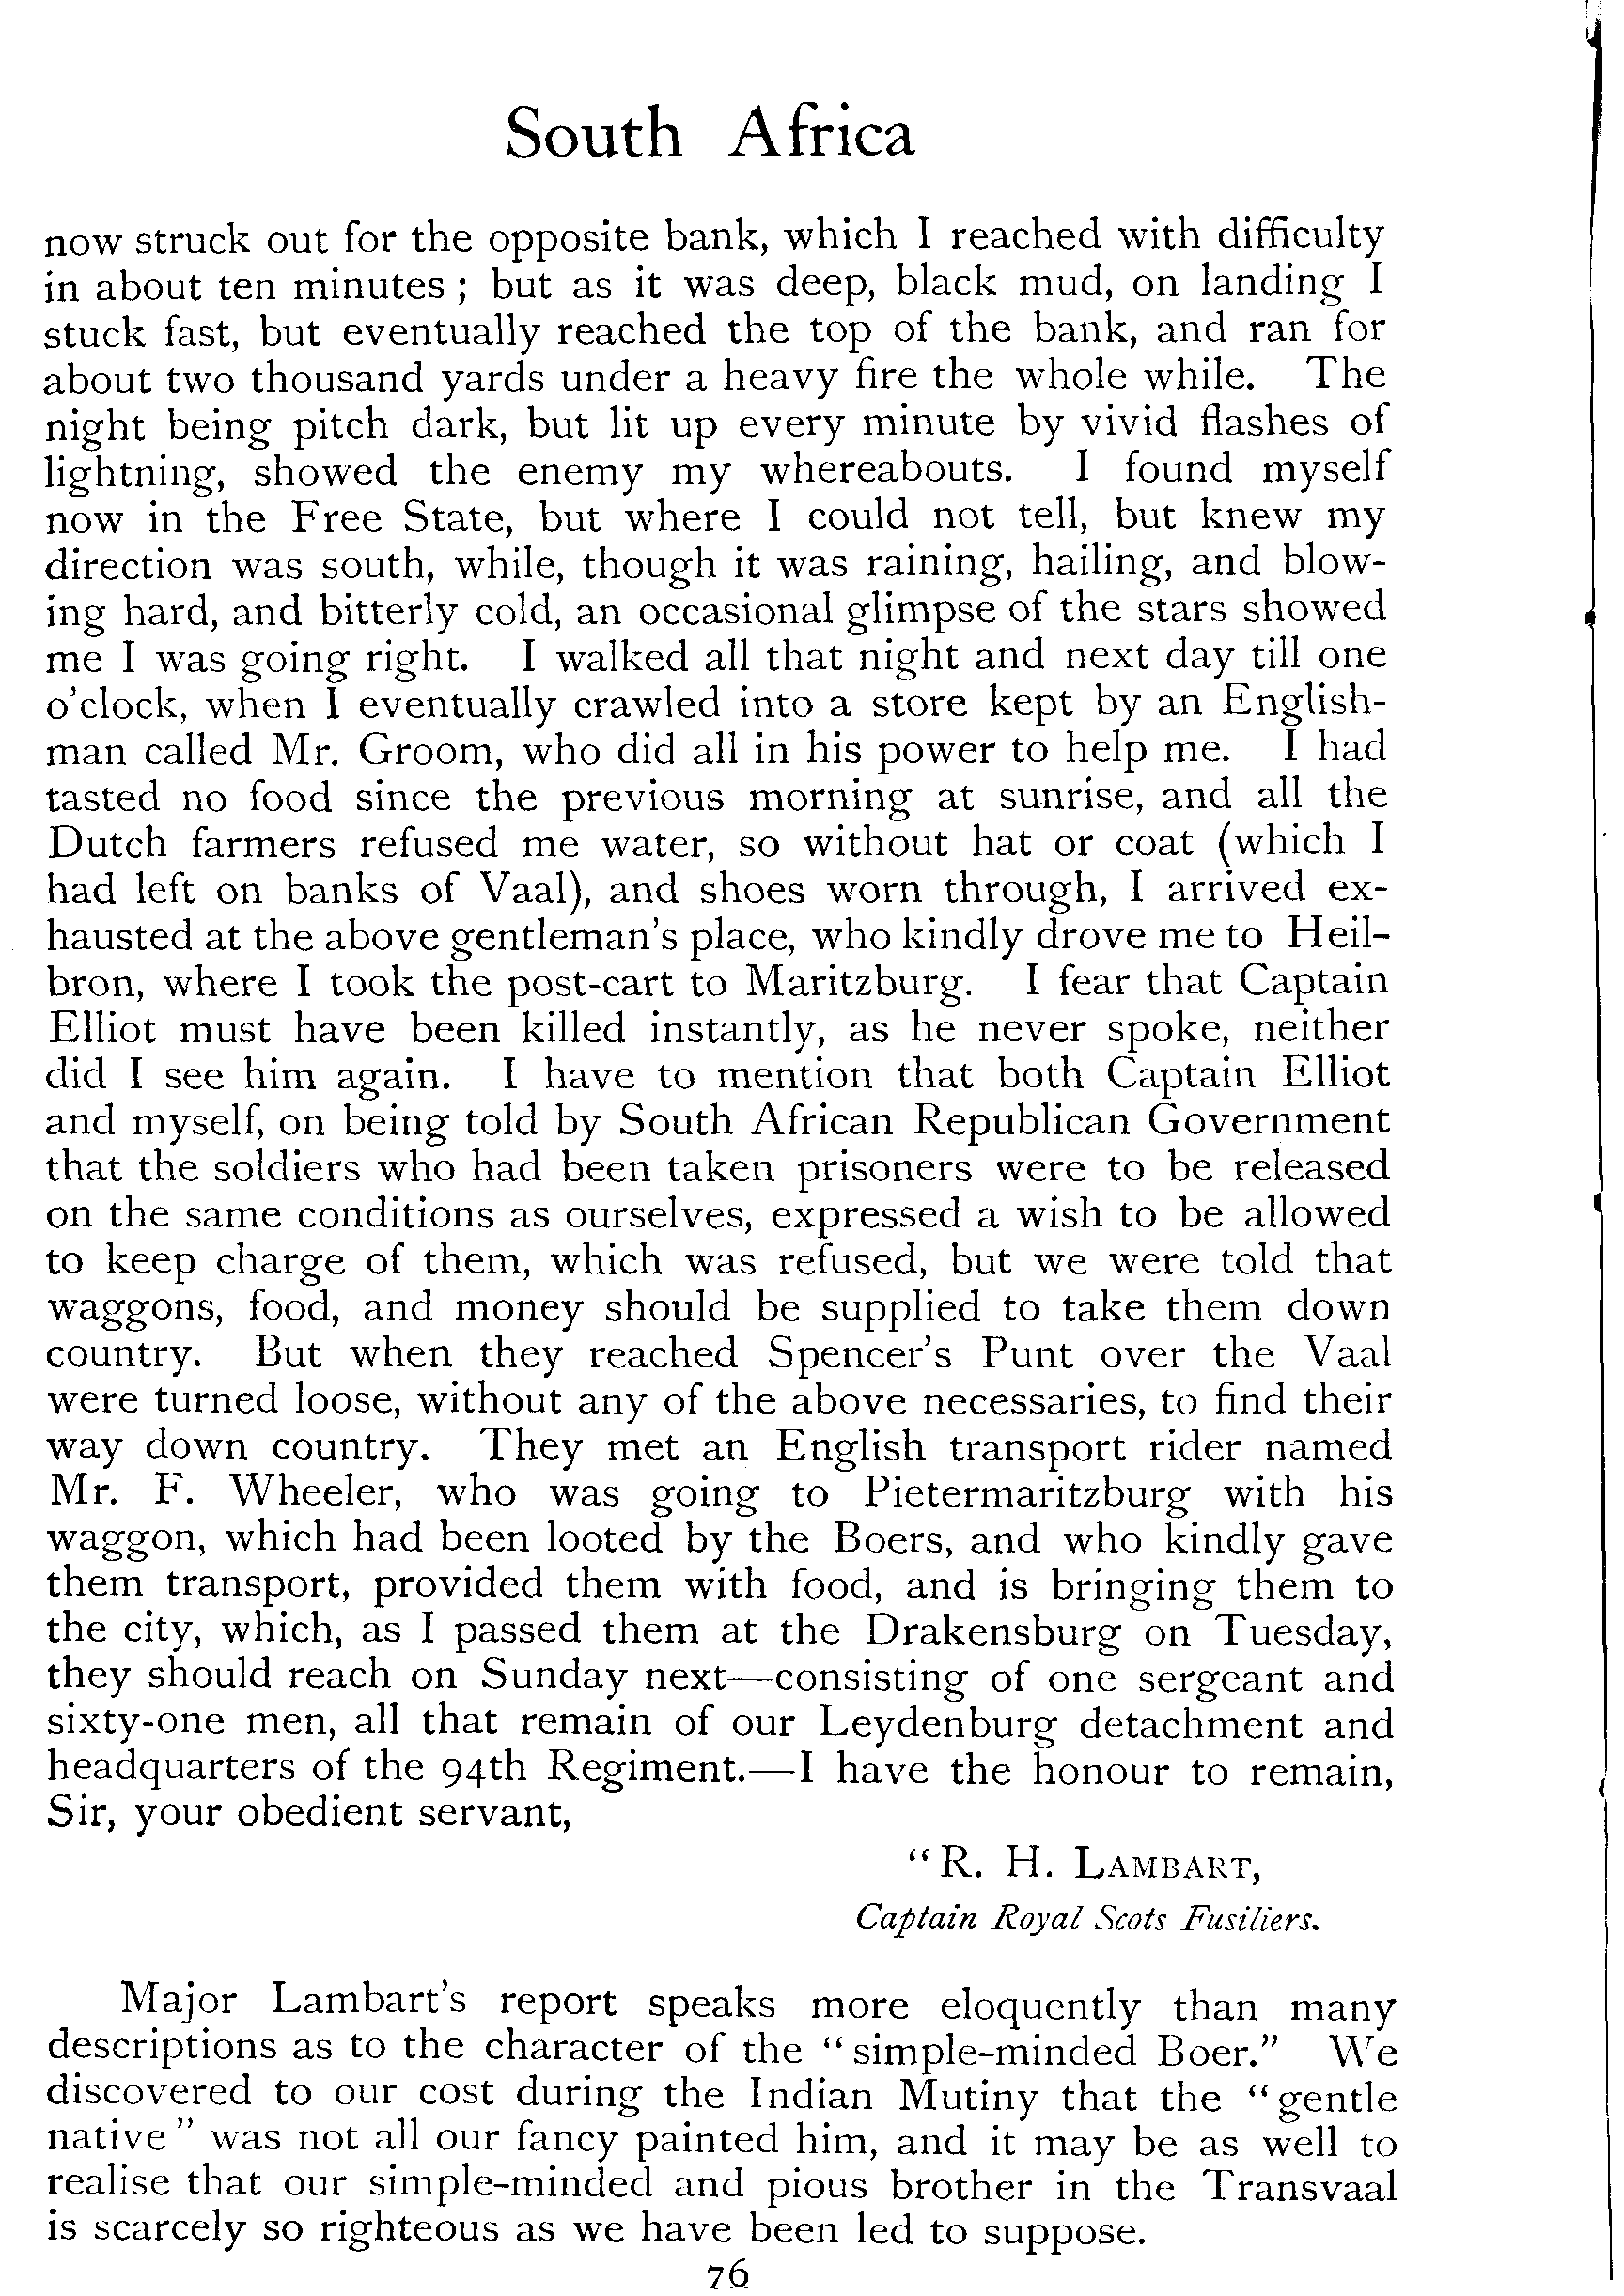 South Africa
now struck out for the opposite bank, which I reached with difficulty
in about ten minutes ; but as it was deep, black mud, on landing I
stuck fast, but eventually reached the top of the bank, and ran for
about two thousand yards under a heavy fire the whole while. The
night being pitch dark, but lit up every minute by vivid flashes of
lightning, showed the enemy my whereabouts. I found myself
now in the Free State, but where I could not tell, but knew my
direction was south, while, though it was raining, hailing, and blow-
ing hard, and bitterly cold, an occasional glimpse of the stars showed
me I was going right. I walked all that night and next day till one
o'clock, when I eventually crawled into a store kept by an English-
man called Mr. Groom, who did all in his power to help me. I had
tasted no food since the previous morning at sunrise, and all the
Dutch farmers refused me water, so without hat or coat (which I
had left on banks of Vaal), and shoes worn through, I arrived ex-
hausted at the above gentleman's place, who kindly drove me to Heil-
bron, where I took the post-cart to Maritzburg. I fear that Captain
Elliot must have been killed instantly, as he never spoke, neither
did I see him again. I have to mention that both Captain Elliot
and myself, on being told by South African Republican Government
that the soldiers who had been taken prisoners were to be released
on the same conditions as ourselves, expressed a wish to be allowed
to keep charge of them, which was refused, but we were told that
waggons, food, and money should be supplied to take them down
country. But when they reached Spencer's Punt over the Vaal
were turned loose, without any of the above necessaries, to find their
way down country. They met an English transport rider named
Mr. F. Wheeler, who was going to Pietermaritzburg with his
waggon, which had been looted by the Boers, and who kindly gave
them transport, provided them with food, and is bringing them to
the city, which, as I passed them at the Drakensburg on Tuesday,
they should reach on Sunday next—consisting of one sergeant and
sixty-one men, all that remain of our Leydenburg detachment and
headquarters of the 94th Regiment.—I have the honour to remain,
Sir, your obedient servant,
" R. H. LAMBART,
Captain Royal Scots Fusiliers.
Major Lambart's report speaks more eloquently than many
descriptions as to the character of the " simple-minded Boer." We
discovered to our cost during the Indian Mutiny that the " gentle
native " was not all our fancy painted him, and it may be as well to
realise that our simple-minded and pious brother in the Transvaal
is scarcely so righteous as we have been led to suppose.
76